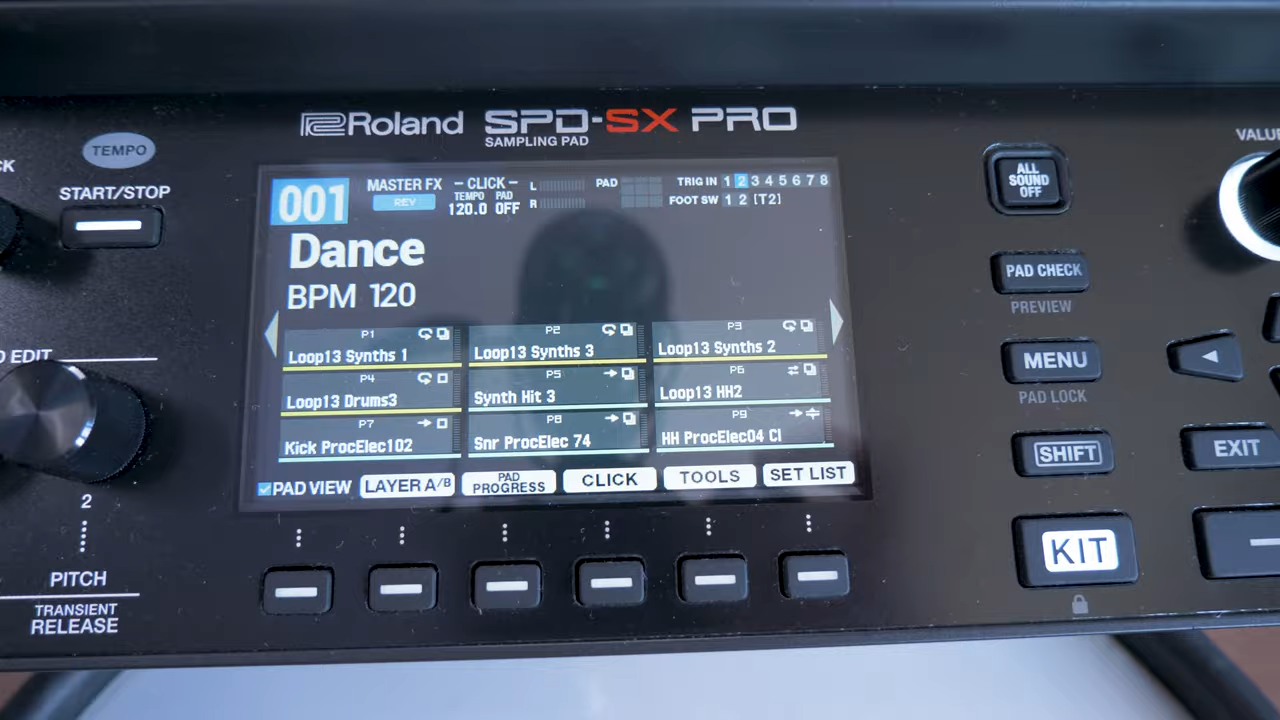 Roland SPD-SX PRO
SAMPLING PAD
TEMPO
START/STOP
EDIT
2
PITCH
TRANSIENT
RELEASE
001
MASTER FX
REV
– CLICK –
TEMPO PAD
120.0 OFF
L
R
PAD
TRIG IN 1 2 3 4 5 6 7 8
FOOT SW 1 2 [T2]
Dance
BPM 120
P1
Loop13 Synths 1
P2
Loop13 Synths 3
P3
Loop13 Synths 2
P4
Loop13 Drums3
P5
Synth Hit 3
P6
Loop13 HH2
P7
Kick ProcElec102
P8
Snr ProcElec 74
P9
HH ProcElec04 Cl
PAD VIEW
LAYER A/B
PAD
PROGRESS
CLICK
TOOLS
SET LIST
ALL
SOUND
OFF
PAD CHECK
PREVIEW
MENU
PAD LOCK
SHIFT
EXIT
KIT